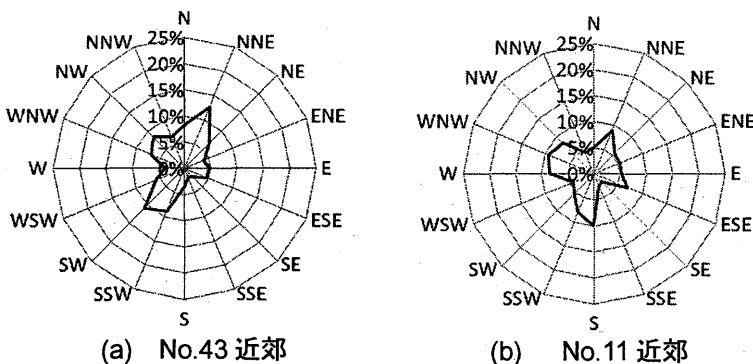 N
NNW
NNE
NW
NE
WNW
ENE
W
E
WSW
ESE
SW
SE
SSW
SSE
S
25%
20%
15%
10%
5%
0%
(a) No.43 近郊
N
NNW
NNE
NW
NE
WNW
ENE
W
E
WSW
ESE
SW
SE
SSW
SSE
S
25%
20%
15%
10%
5%
0%
(b) No.11 近郊